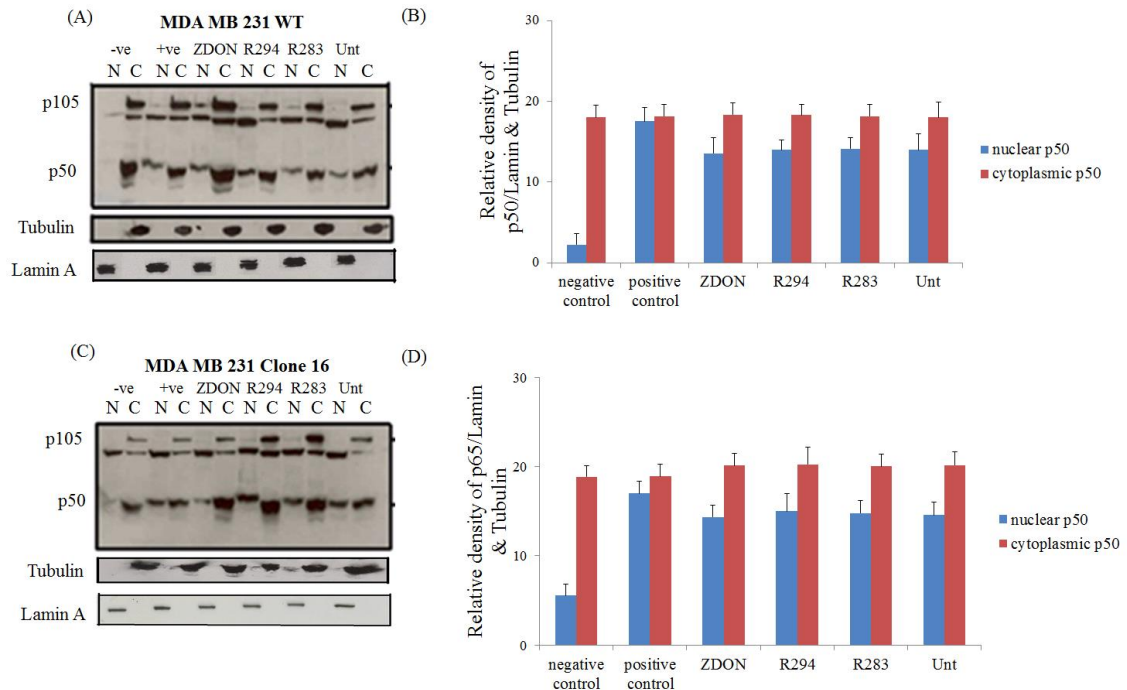 (A)
MDA MB 231 WT
-ve +ve ZDON R294 R283 Unt
N C N C N C N C N C N C
p105
p50
Tubulin
Lamin A
(B)
Relative density of
p50/Lamin & Tubulin
30
20
10
0
negative control
positive control
ZDON
R294
R283
Unt
nuclear p50
cytoplasmic p50
(C)
MDA MB 231 Clone 16
-ve +ve ZDON R294 R283 Unt
N C N C N C N C N C N C
p105
p50
Tubulin
Lamin A
(D)
Relative density of p65/Lamin
& Tubulin
30
20
10
0
negative control
positive control
ZDON
R294
R283
Unt
nuclear p50
cytoplasmic p50